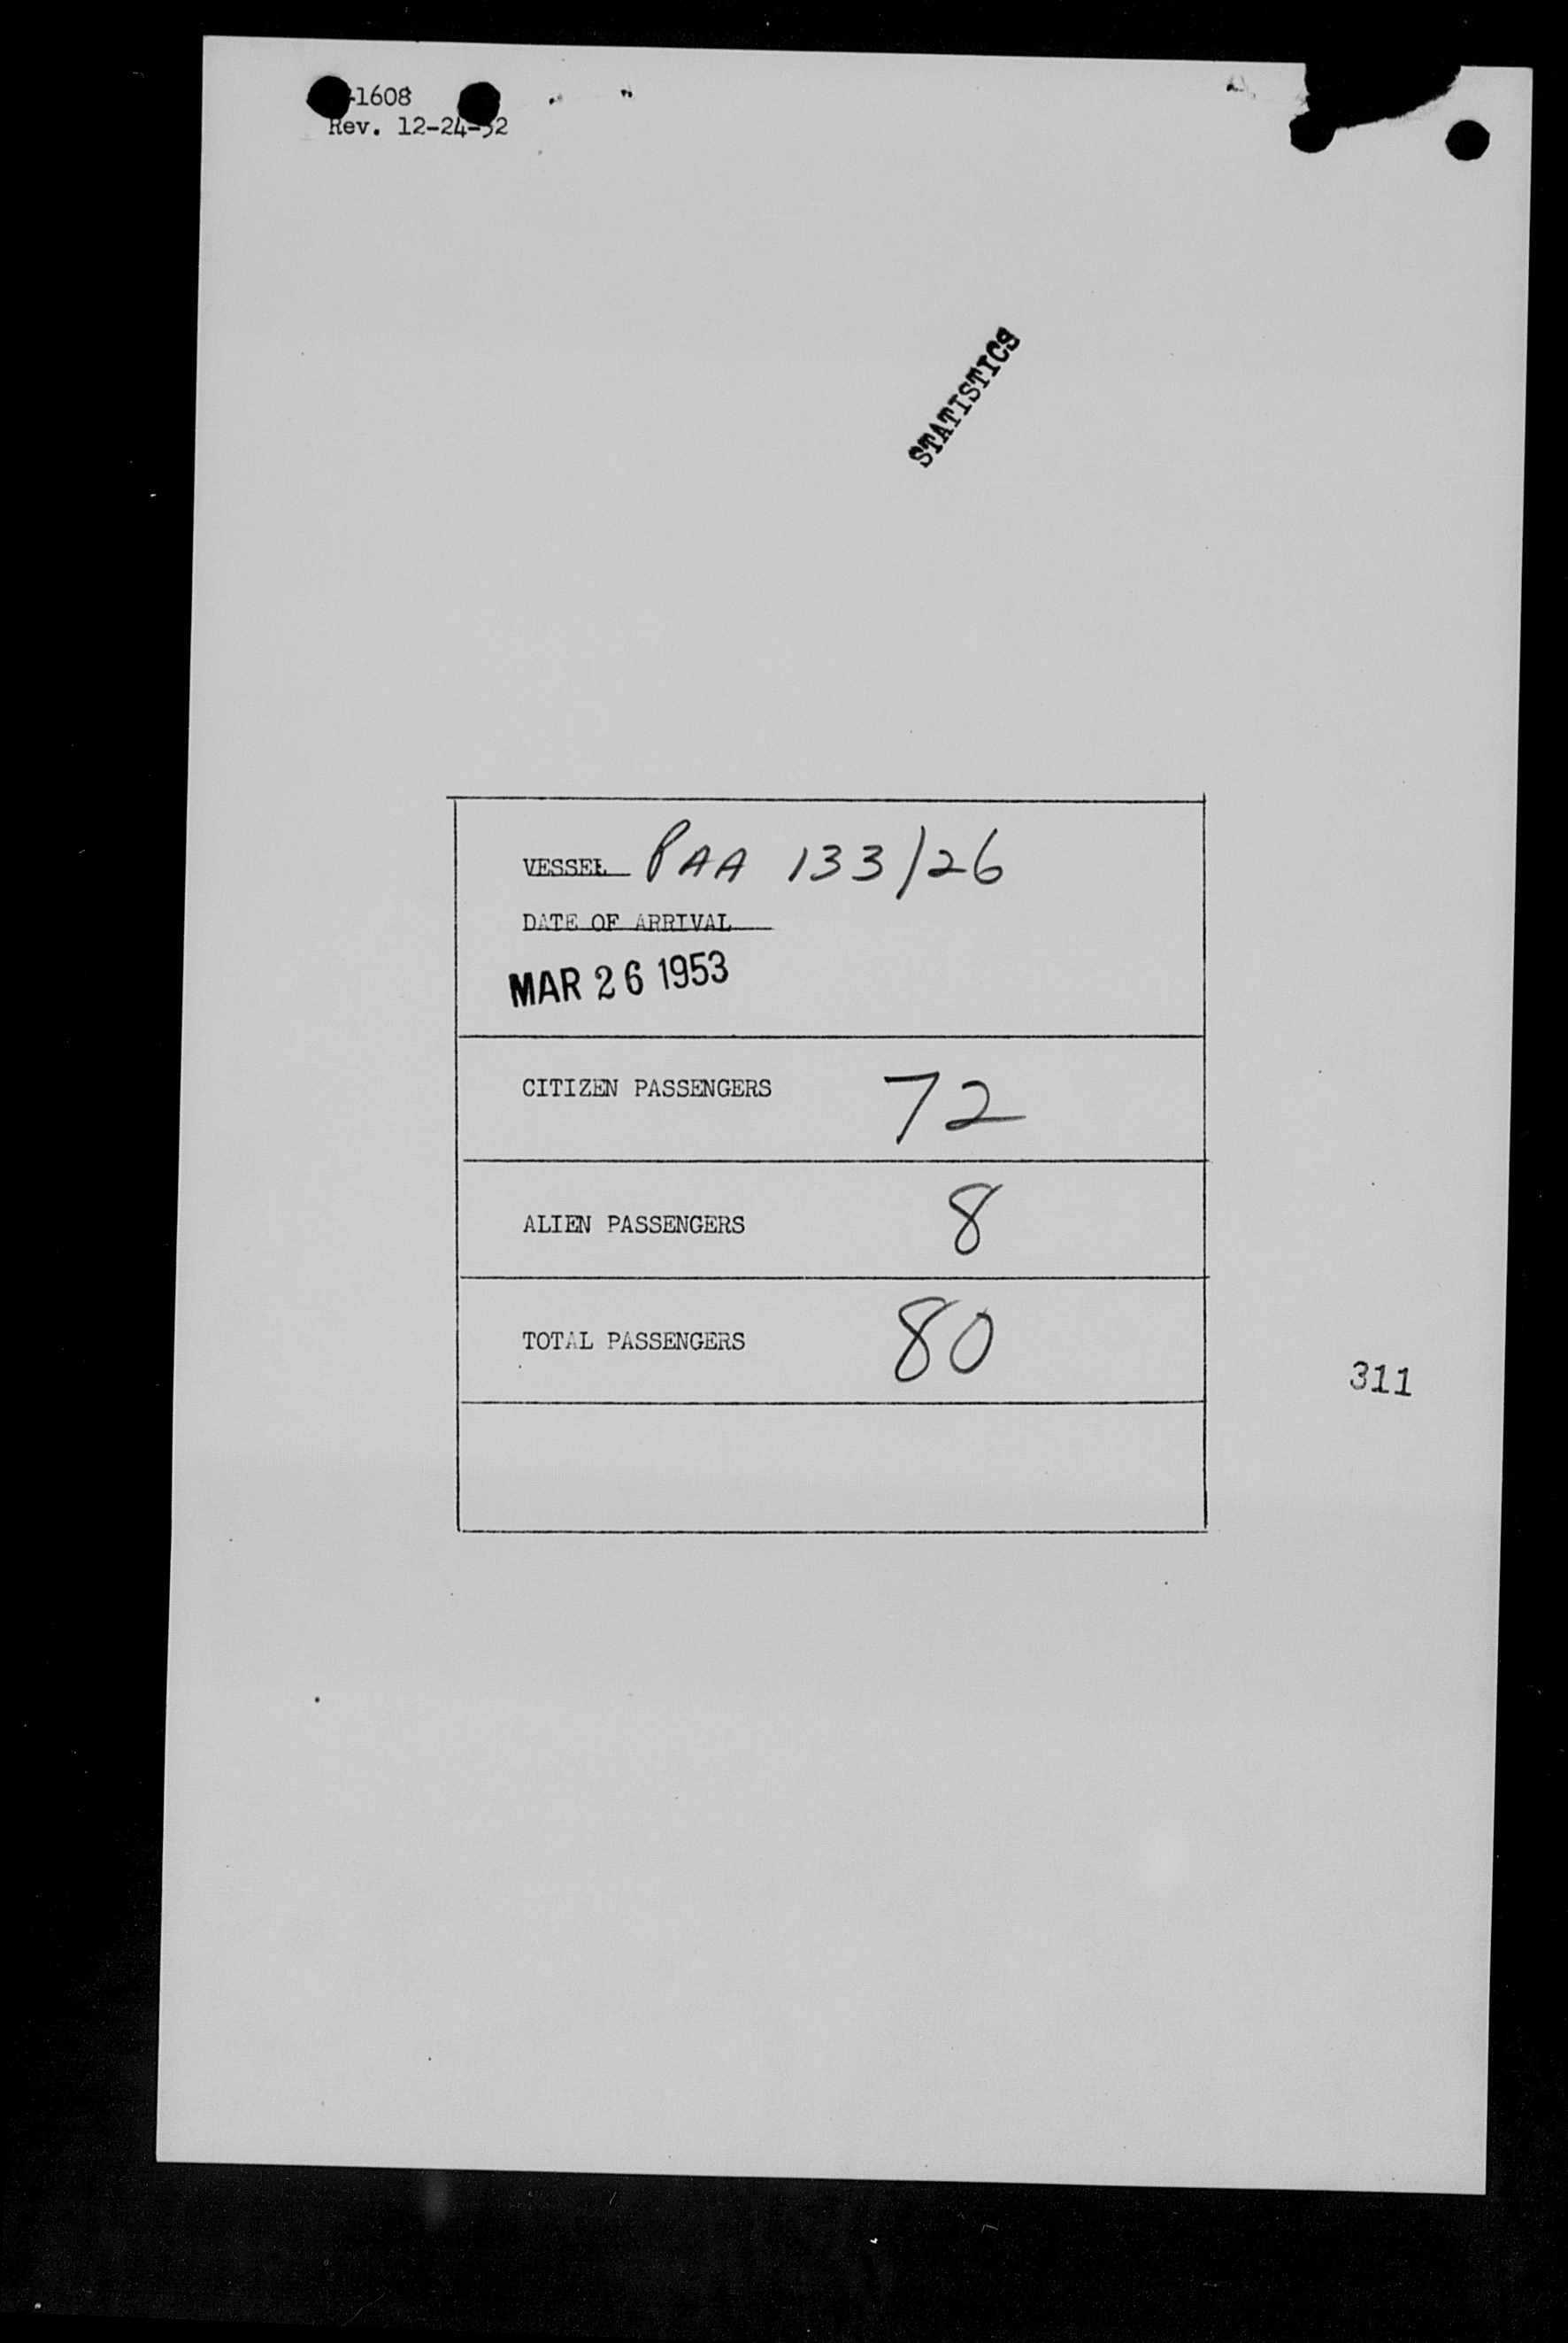 -1608
Rev. 12-24-52
STATISTICS
VESSEL PAA 133/26
DATE OF ARRIVAL
MAR 26 1953
CITIZEN PASSENGERS 72
ALIEN PASSENGERS 8
TOTAL PASSENGERS 80
311